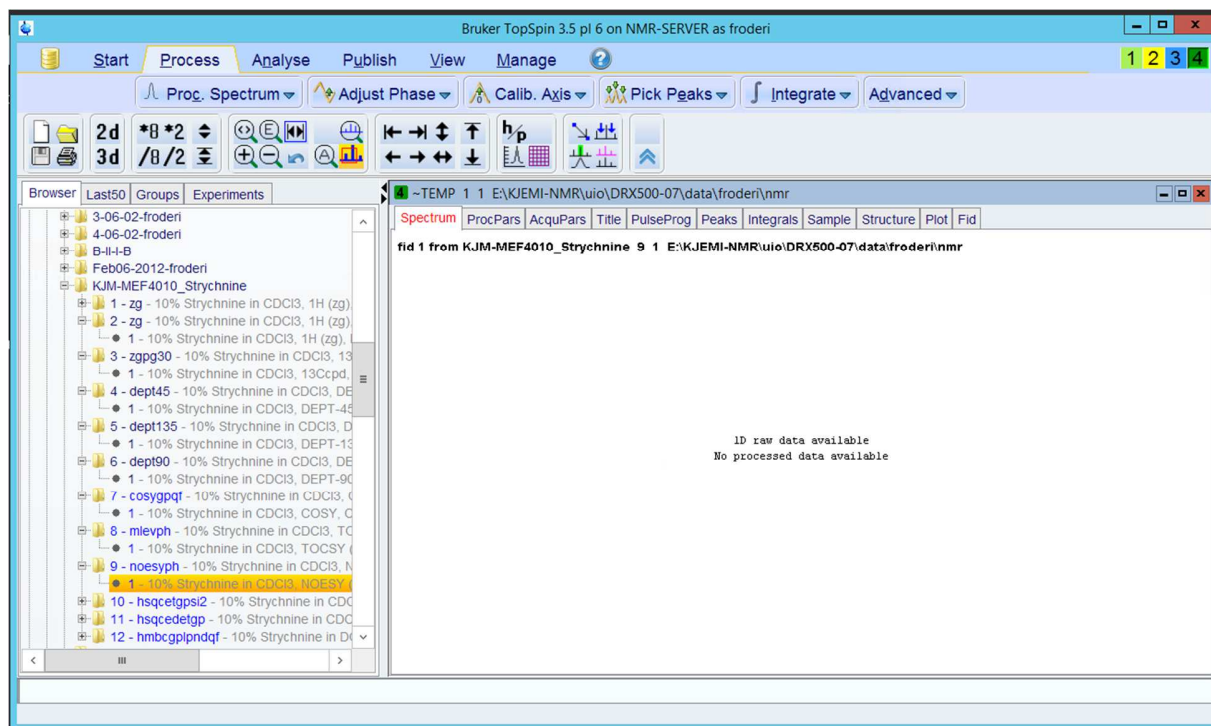 Bruker TopSpin 3.5 pl 6 on NMR-SERVER as froderi
Start Process Analyse Publish View Manage ? 1 2 3 4
Proc. Spectrum Adjust Phase Calib. Axis Pick Peaks Integrate Advanced
2d *8 *2 E h/p
3d /8 /2 A
Browser Last50 Groups Experiments
3-06-02-froderi
4-06-02-froderi
B-II-I-B
Feb06-2012-froderi
KJM-MEF4010_Strychnine
1 - zg - 10% Strychnine in CDCl3, 1H (zg),
2 - zg - 10% Strychnine in CDCl3, 1H (zg),
1 - 10% Strychnine in CDCl3, 1H (zg),
3 - zgpg30 - 10% Strychnine in CDCl3, 13
1 - 10% Strychnine in CDCl3, 13Ccpd,
4 - dept45 - 10% Strychnine in CDCl3, DE
1 - 10% Strychnine in CDCl3, DEPT-45
5 - dept135 - 10% Strychnine in CDCl3, D
1 - 10% Strychnine in CDCl3, DEPT-13
6 - dept90 - 10% Strychnine in CDCl3, DE
1 - 10% Strychnine in CDCl3, DEPT-90
7 - cosygpqf - 10% Strychnine in CDCl3, C
1 - 10% Strychnine in CDCl3, COSY, C
8 - mlevph - 10% Strychnine in CDCl3, TC
1 - 10% Strychnine in CDCl3, TOCSY (
9 - noesyph - 10% Strychnine in CDCl3, N
1 - 10% Strychnine in CDCl3, NOESY (
10 - hsqcetgpsi2 - 10% Strychnine in CDC
11 - hsqcedetgp - 10% Strychnine in CDC
12 - hmbcgplpndqf - 10% Strychnine in D
4 ~TEMP 1 1 E:\KJEMI-NMR\uio\DRX500-07\data\froderi\nmr
Spectrum ProcPars AcquPars Title PulseProg Peaks Integrals Sample Structure Plot Fid
fid 1 from KJM-MEF4010_Strychnine 9 1 E:\KJEMI-NMR\uio\DRX500-07\data\froderi\nmr
1D raw data available
No processed data available